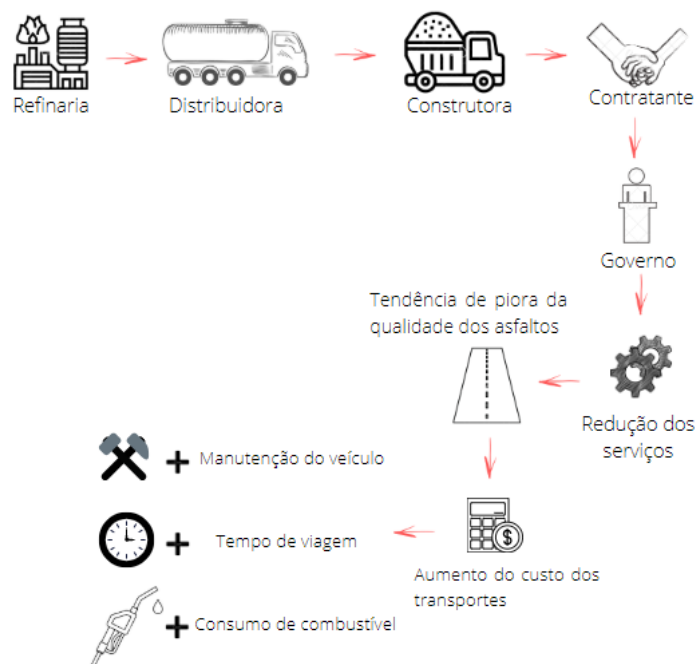 Refinaria
Distribuidora
Construtora
Contratante
Governo
Tendência de piora da
qualidade dos asfaltos
Redução dos
serviços
+ Manutenção do veículo
+ Tempo de viagem
$
Aumento do custo dos
transportes
+ Consumo de combustível